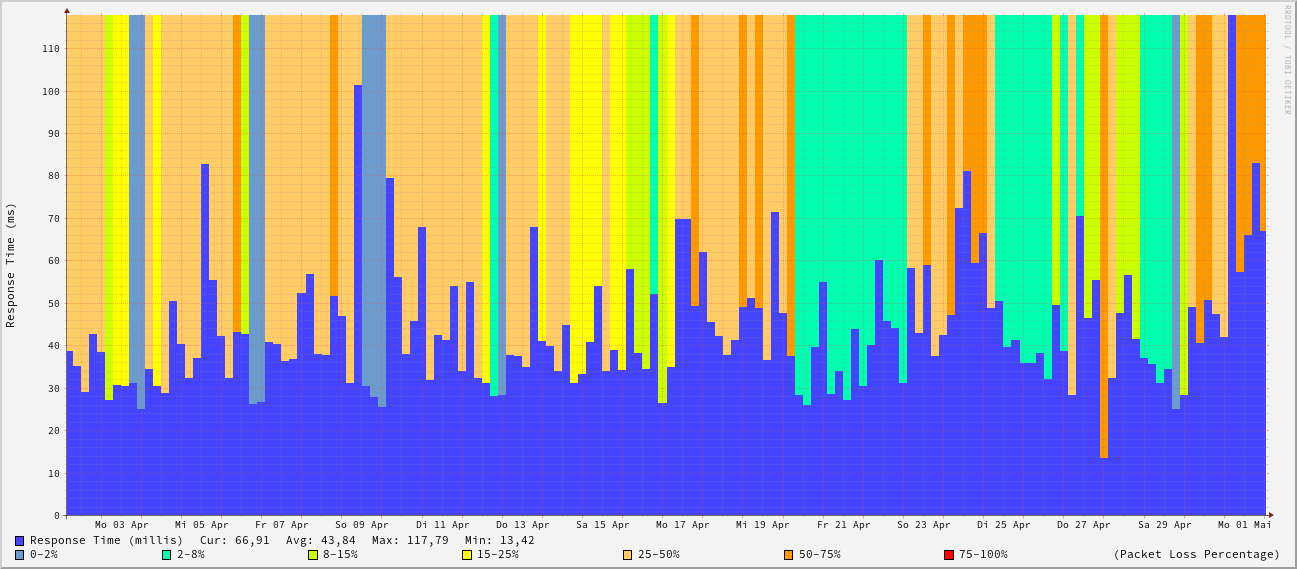 RRDTOOL / TOBI OETIKER
Response Time (ms)
110
100
90
80
70
60
50
40
30
20
10
0
Mo 03 Apr Mi 05 Apr Fr 07 Apr So 09 Apr Di 11 Apr Do 13 Apr Sa 15 Apr Mo 17 Apr Mi 19 Apr Fr 21 Apr So 23 Apr Di 25 Apr Do 27 Apr Sa 29 Apr Mo 01 Mai
Response Time (millis) Cur: 66,91 Avg: 43,84 Max: 117,79 Min: 13,42
0-2% 2-8% 8-15% 15-25% 25-50% 50-75% 75-100% (Packet Loss Percentage)